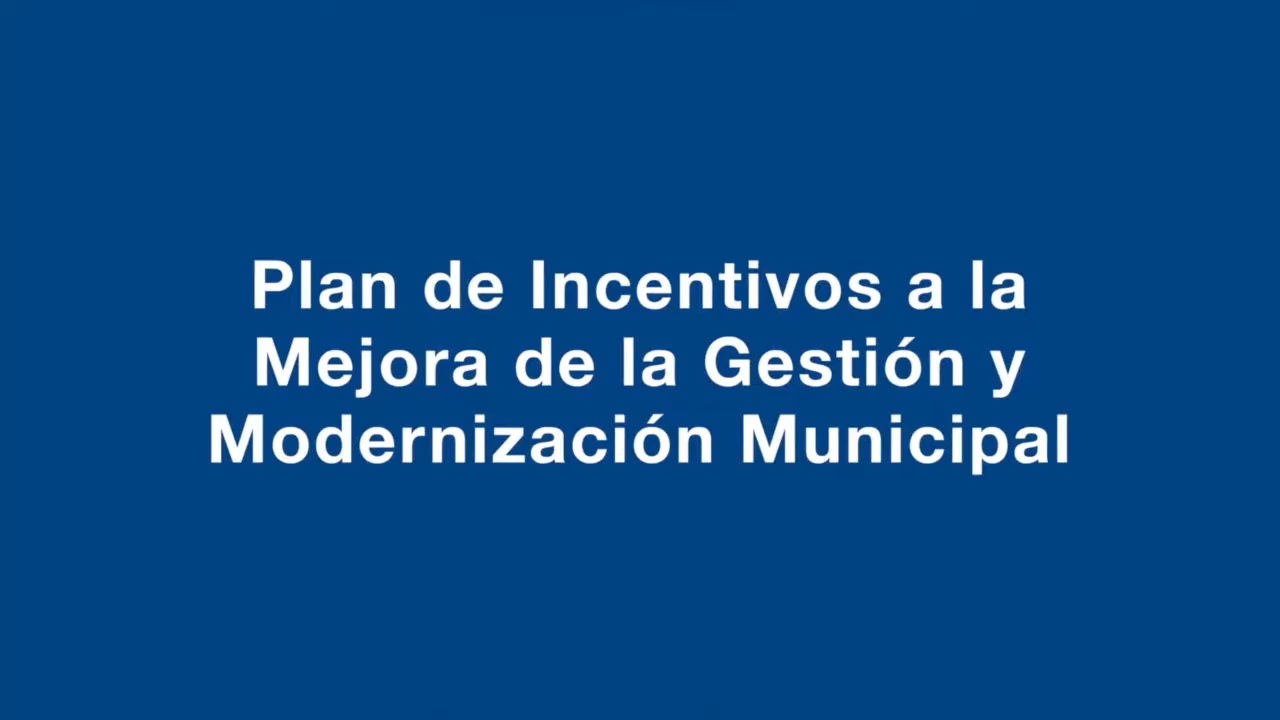 Plan de Incentivos a la
Mejora de la Gestión y
Modernización Municipal